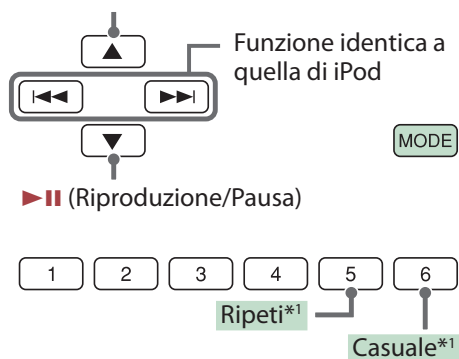 Funzione identica a
quella di iPod
MODE
►II (Riproduzione/Pausa)
1 2 3 4 5 6
Ripeti*1
Casuale*1